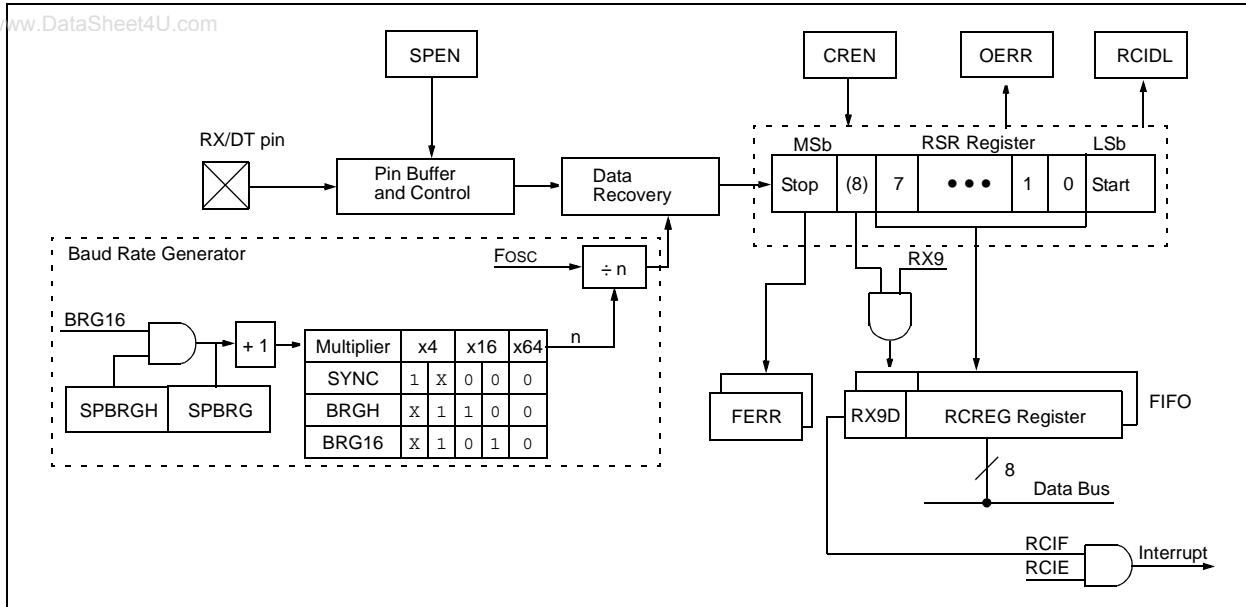 www.DataSheet4U.com
SPEN
CREN
OERR
RCIDL
RX/DT pin
Pin Buffer
and Control
Data
Recovery
MSb RSR Register LSb
Stop (8) 7 ••• 1 0 Start
Baud Rate Generator
FOSC
÷ n
RX9
BRG16
+ 1
n
Multiplier x4 x16 x64
SYNC 1 X 0 0 0
BRGH X 1 1 0 0
BRG16 X 1 0 1 0
SPBRGH SPBRG
FERR
RX9D RCREG Register
FIFO
8
Data Bus
RCIF
RCIE
Interrupt